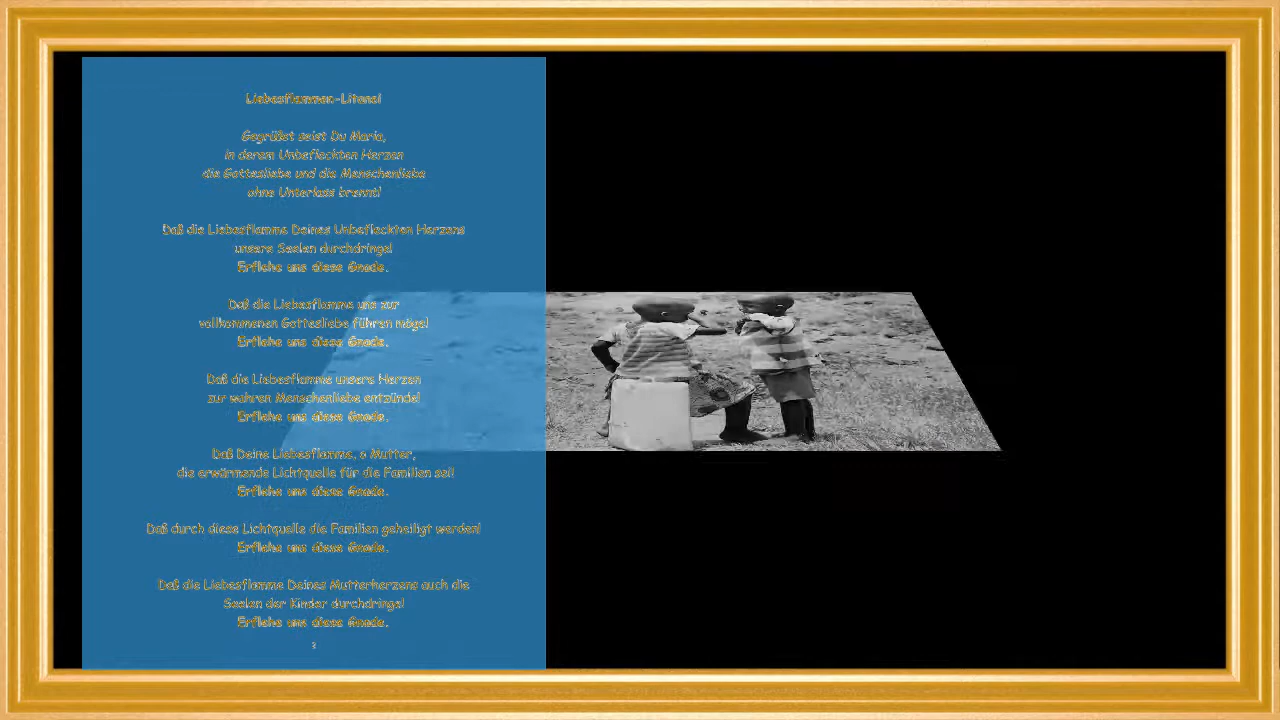 Liebesflammen-Litanei
Gegrüßet seist Du Maria,
in derem Unbefleckten Herzen
die Gottesliebe und die Menschenliebe
ohne Unterlass brennt!
Daß die Liebesflamme Deines Unbefleckten Herzens
unsere Seelen durchdringe!
Erflehe uns diese Gnade.
Daß die Liebesflamme uns zur
vollkommenen Gottesliebe führen möge!
Erflehe uns diese Gnade.
Daß die Liebesflamme unsere Herzen
zur wahren Menschenliebe entzünde!
Erflehe uns diese Gnade.
Daß Deine Liebesflamme, o Mutter,
die erwärmende Lichtquelle für die Familien sei!
Erflehe uns diese Gnade.
Daß durch diese Lichtquelle die Familien geheiligt werden!
Erflehe uns diese Gnade.
Daß die Liebesflamme Deines Mutterherzens auch die
Seelen der Kinder durchdringe!
Erflehe uns diese Gnade.